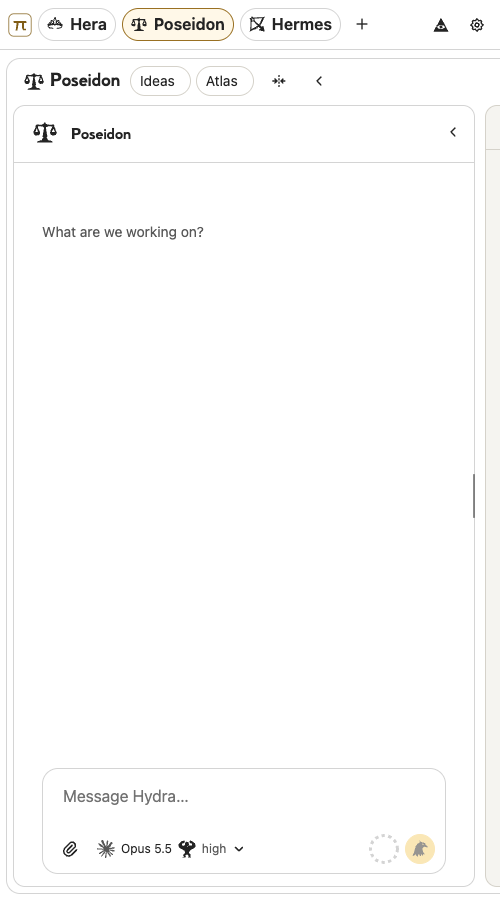 π Hera Poseidon Hermes +
Poseidon Ideas Atlas
Poseidon
What are we working on?
Message Hydra...
Opus 5.5 high